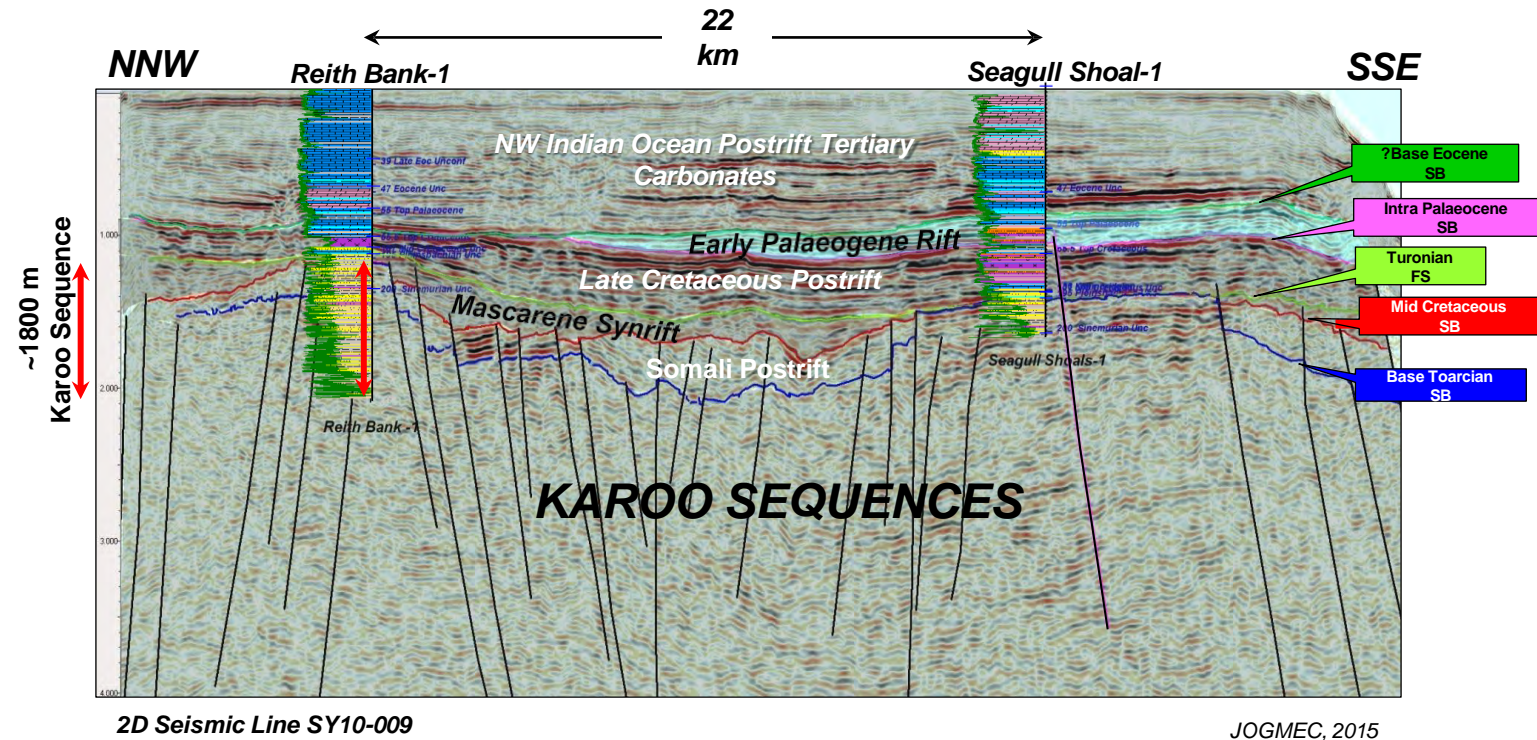 22
km
NNW
Reith Bank-1
Seagull Shoal-1
SSE
NW Indian Ocean Postrift Tertiary
Carbonates
39 Late Eoc Unconf
47 Eocene Unc
47 Eocene Unc
55 Top Palaeocene
?Base Eocene
SB
Intra Palaeocene
SB
1.000
Early Palaeogene Rift
Late Cretaceous Postrift
Turonian
FS
200 Sinemurian Unc
Mascarene Synrift
Mid Cretaceous
SB
200 Sinemurian Unc
~1800 m
Karoo Sequence
Somali Postrift
Seagull Shoals-1
Base Toarcian
SB
2.000
Reith Bank -1
KAROO SEQUENCES
3.000
4.000
2D Seismic Line SY10-009
JOGMEC, 2015